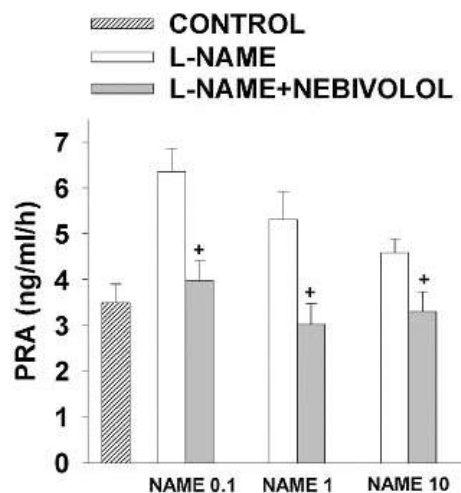 CONTROL
L-NAME
L-NAME+NEBIVOLOL
PRA (ng/ml/h)
7
6
5
4
3
2
1
0
+
+
+
NAME 0.1 NAME 1 NAME 10